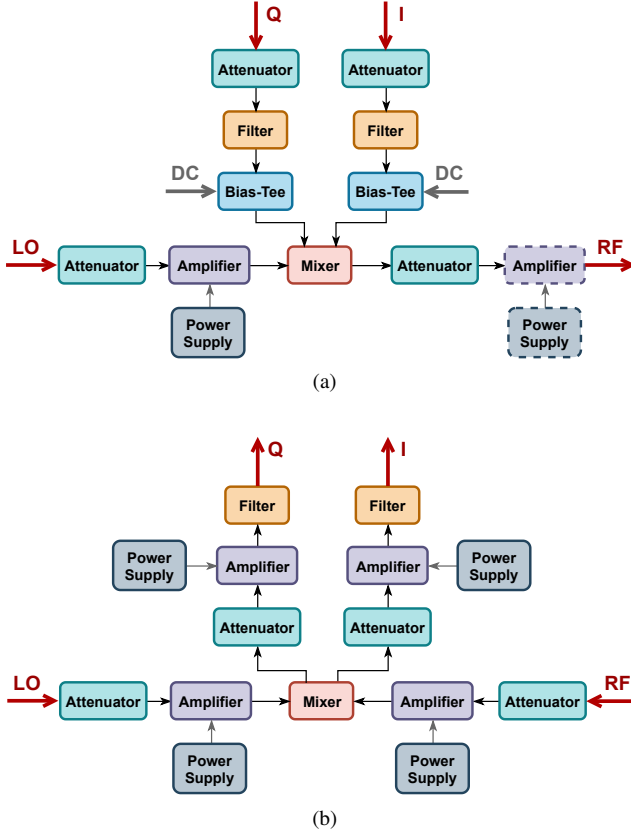 Q
I
Attenuator
Attenuator
Filter
Filter
DC
DC
Bias-Tee
Bias-Tee
LO
RF
Attenuator
Amplifier
Mixer
Attenuator
Amplifier
Power
Supply
Power
Supply
(a)
Q
I
Filter
Filter
Power
Supply
Amplifier
Amplifier
Power
Supply
Attenuator
Attenuator
LO
RF
Attenuator
Amplifier
Mixer
Amplifier
Attenuator
Power
Supply
Power
Supply
(b)